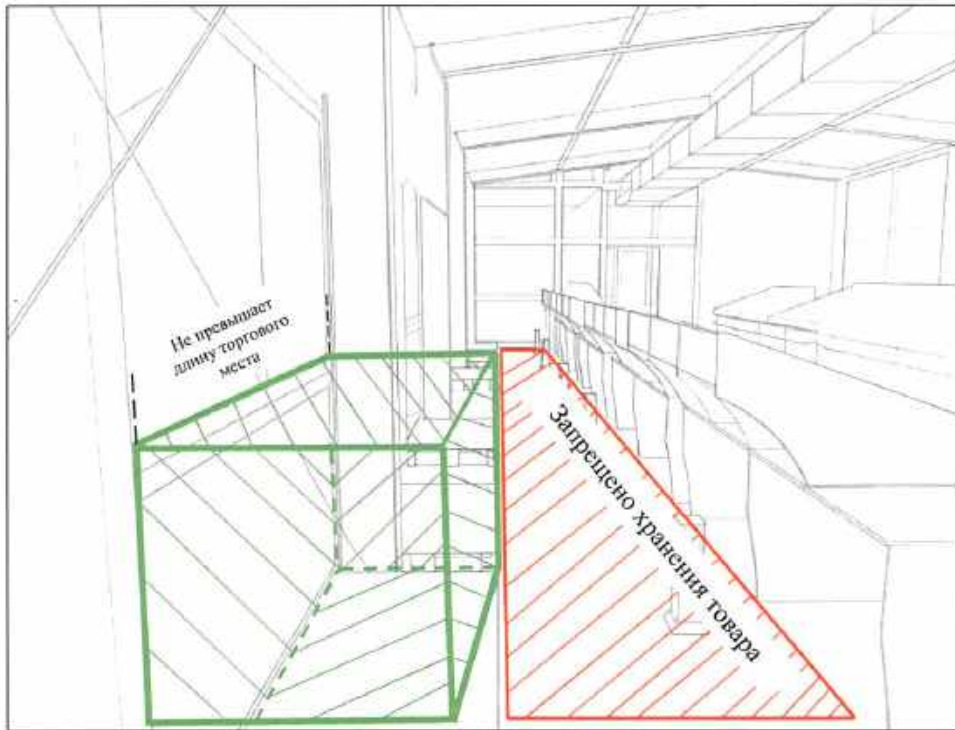 Не превышает
длину торгового
места
Запрещено хранения товара